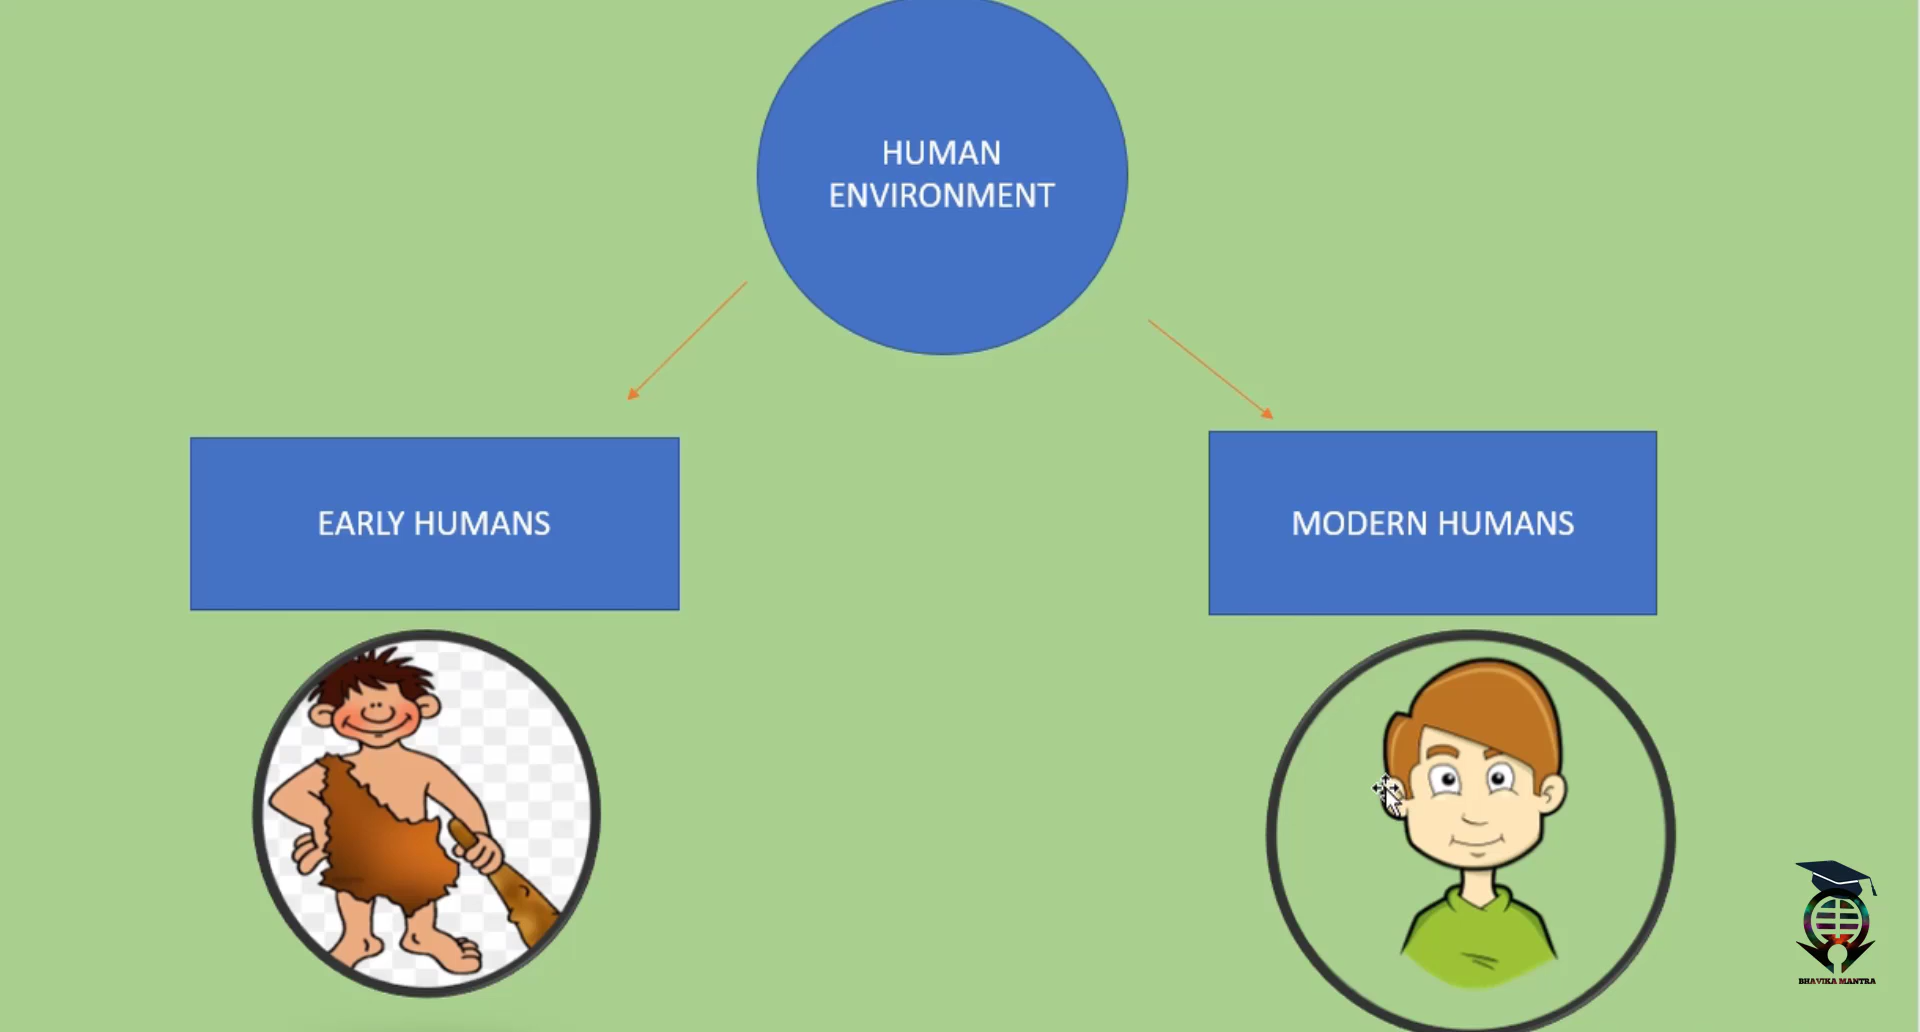 HUMAN
ENVIRONMENT
EARLY HUMANS
MODERN HUMANS
BHAVIKA MANTRA